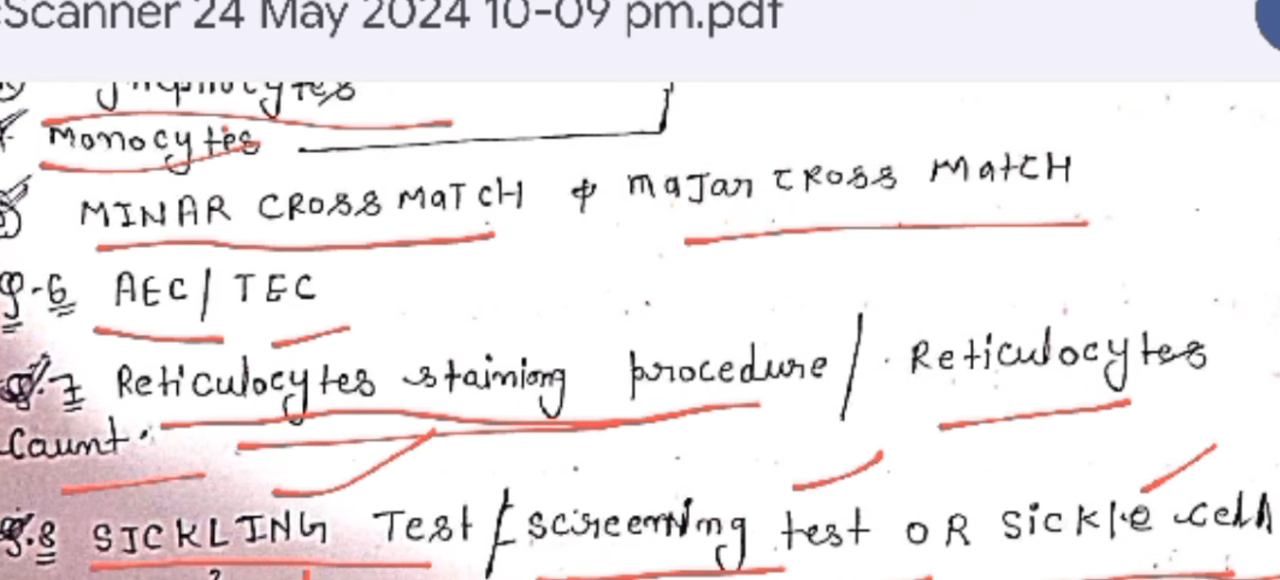 Scanner 24 May 2024 10-09 pm.pdf
Monocytes
MINAR CROSS MATCH & MaJar CROSS MatCH
Q-6 AEC/ TEC
Q.7 Reticulocytes staining procedure / Reticulocytes
Caunt.
Q.8 SICKLING Test / screening test OR Sickle cell